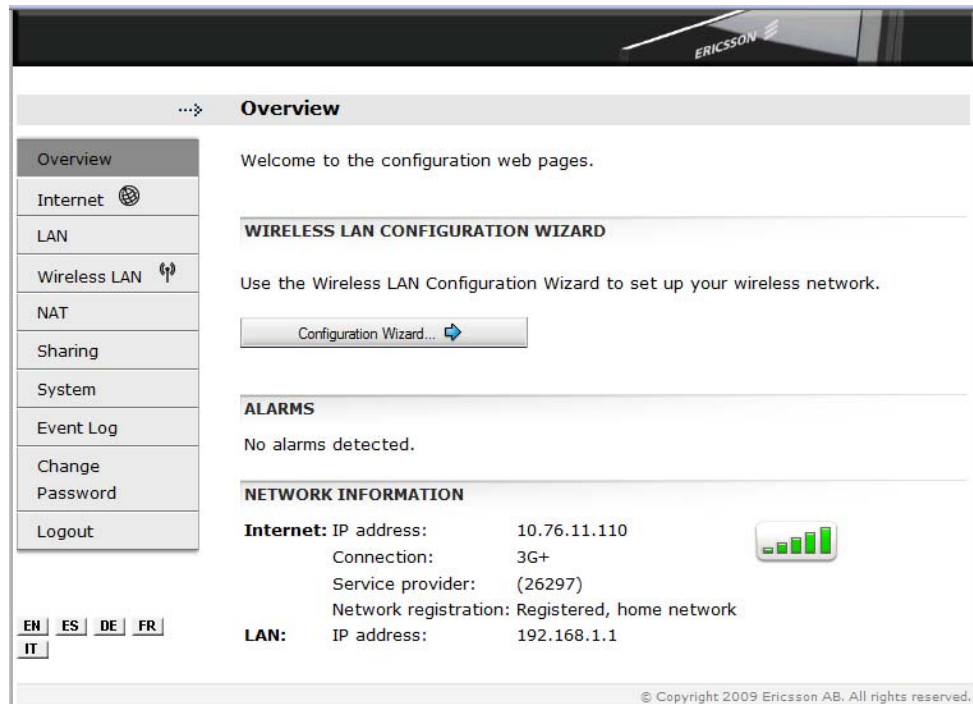 ERICSSON
Overview
Overview
Internet
LAN
Wireless LAN
NAT
Sharing
System
Event Log
Change
Password
Logout
EN ES DE FR
IT
Welcome to the configuration web pages.
WIRELESS LAN CONFIGURATION WIZARD
Use the Wireless LAN Configuration Wizard to set up your wireless network.
Configuration Wizard...
ALARMS
No alarms detected.
NETWORK INFORMATION
Internet: IP address: 10.76.11.110
Connection: 3G+
Service provider: (26297)
Network registration: Registered, home network
LAN: IP address: 192.168.1.1
© Copyright 2009 Ericsson AB. All rights reserved.